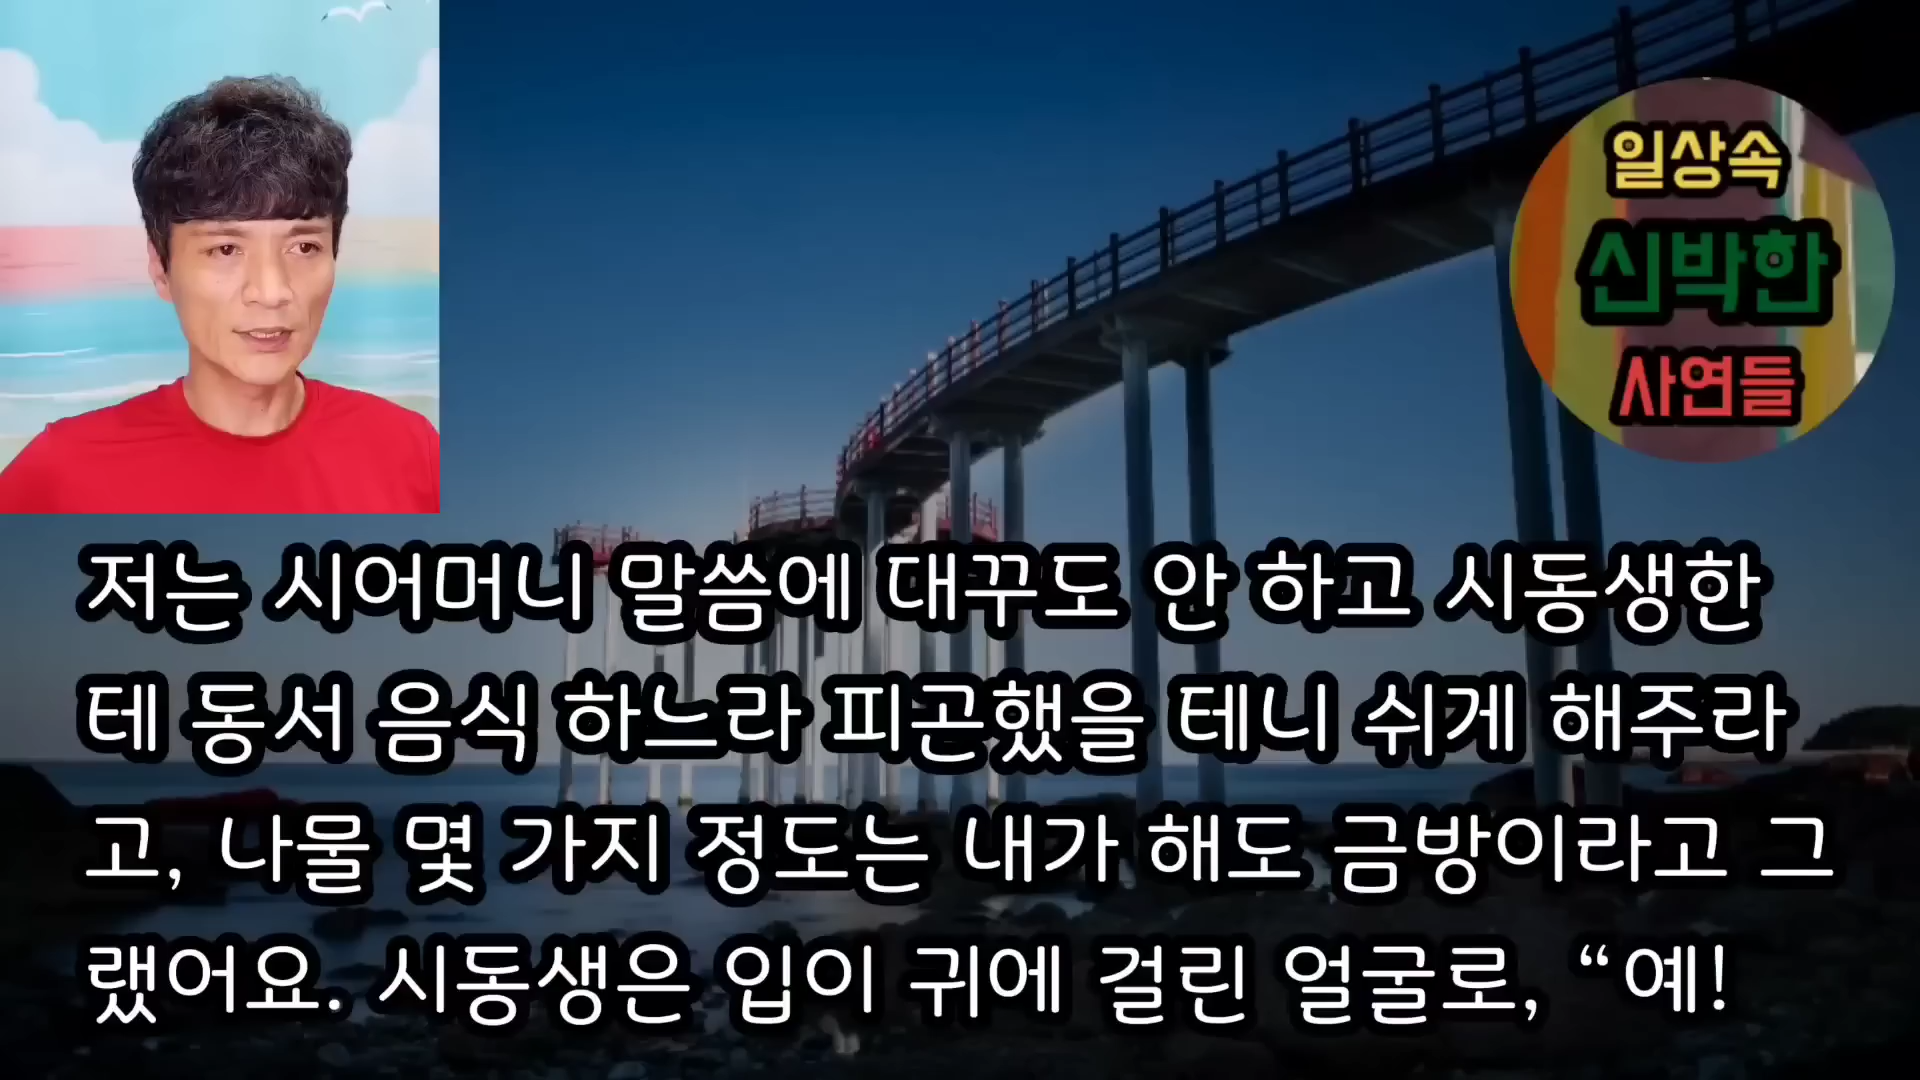 일상속
신박한
사연들
저는 시어머니 말씀에 대꾸도 안 하고 시동생한
테 동서 음식 하느라 피곤했을 테니 쉬게 해주라
고, 나물 몇 가지 정도는 내가 해도 금방이라고 그
랬어요. 시동생은 입이 귀에 걸린 얼굴로, “예!